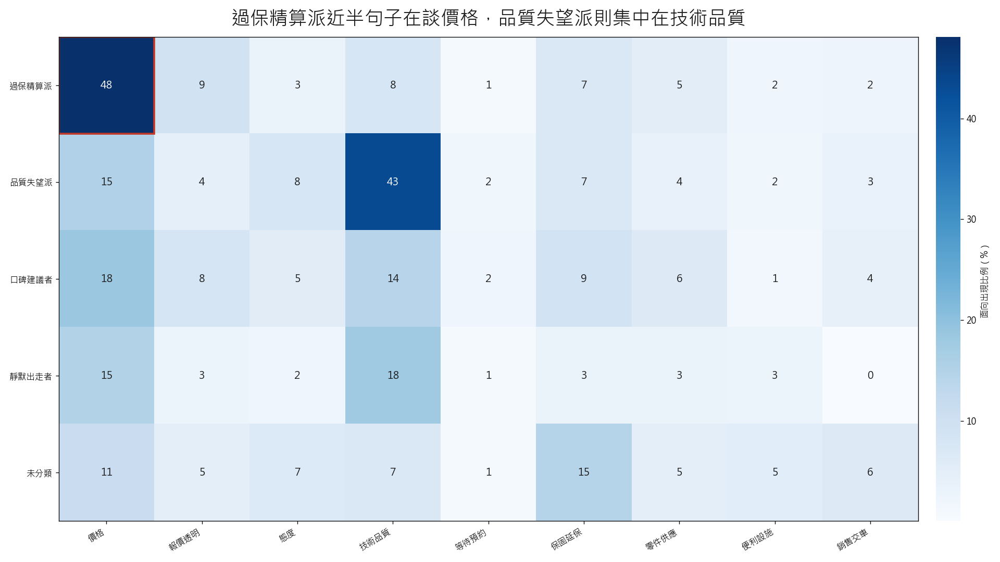 過保精算派近半句子在談價格，品質失望派則集中在技術品質
過保精算派 48 9 3 8 1 7 5 2 2
品質失望派 15 4 8 43 2 7 4 2 3
口碑建議者 18 8 5 14 2 9 6 1 4
靜默出走者 15 3 2 18 1 3 3 3 0
未分類 11 5 7 7 1 15 5 5 6
價格 報價透明 態度 技術品質 等待預約 保固延保 零件供應 便利設施 銷售交車
40
30
20
10
面向出現比例（%）